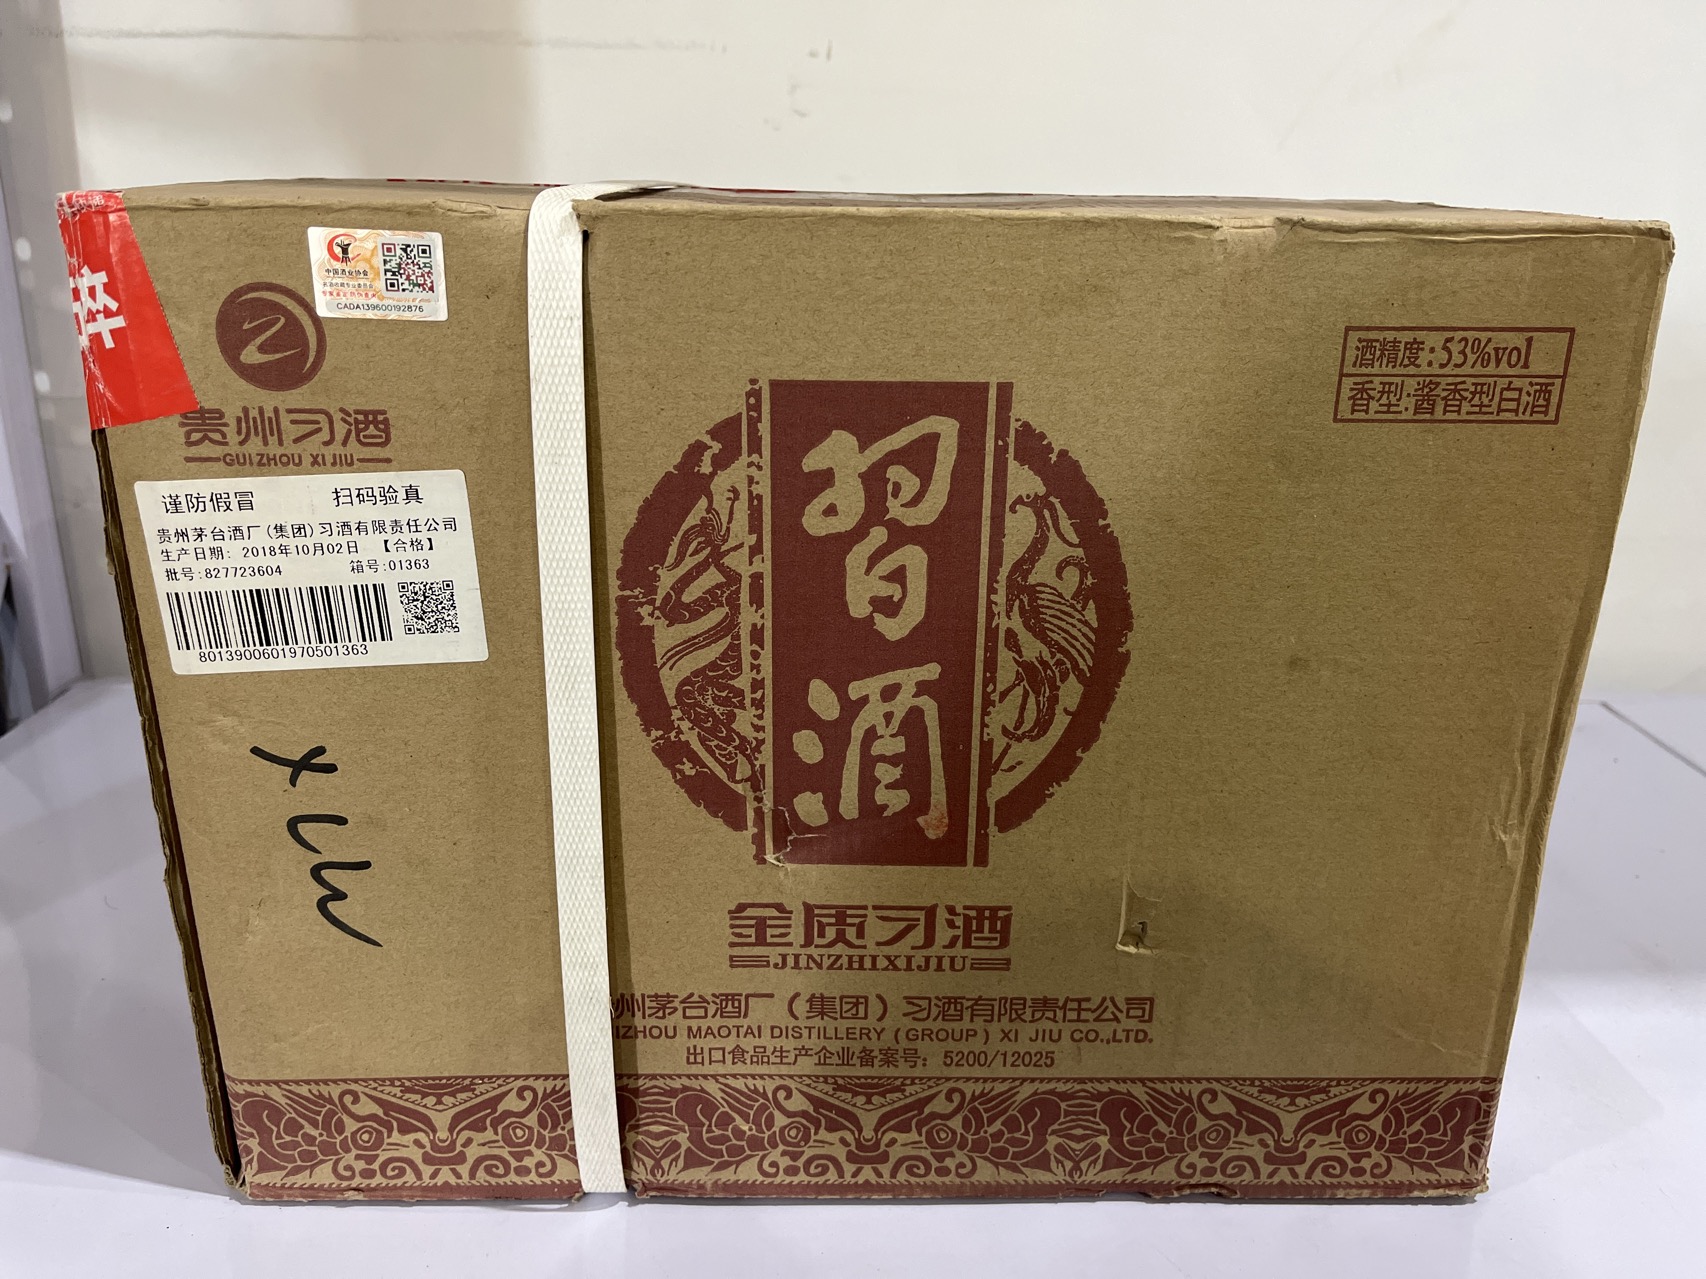 中国酒业协会
CADA139600192876
贵州习酒
GUIZHOU XIJIU
谨防假冒 扫码验真
贵州茅台酒厂(集团)习酒有限责任公司
生产日期: 2018年10月02日 【合格】
批号:827723604 箱号:01363
8013900601970501363
XLW
酒精度:53%vol
香型:酱香型白酒
習酒
金质习酒
JINZHIXIJIU
州茅台酒厂（集团）习酒有限责任公司
IZHOU MAOTAI DISTILLERY (GROUP) XI JIU CO.,LTD.
出口食品生产企业备案号：5200/12025